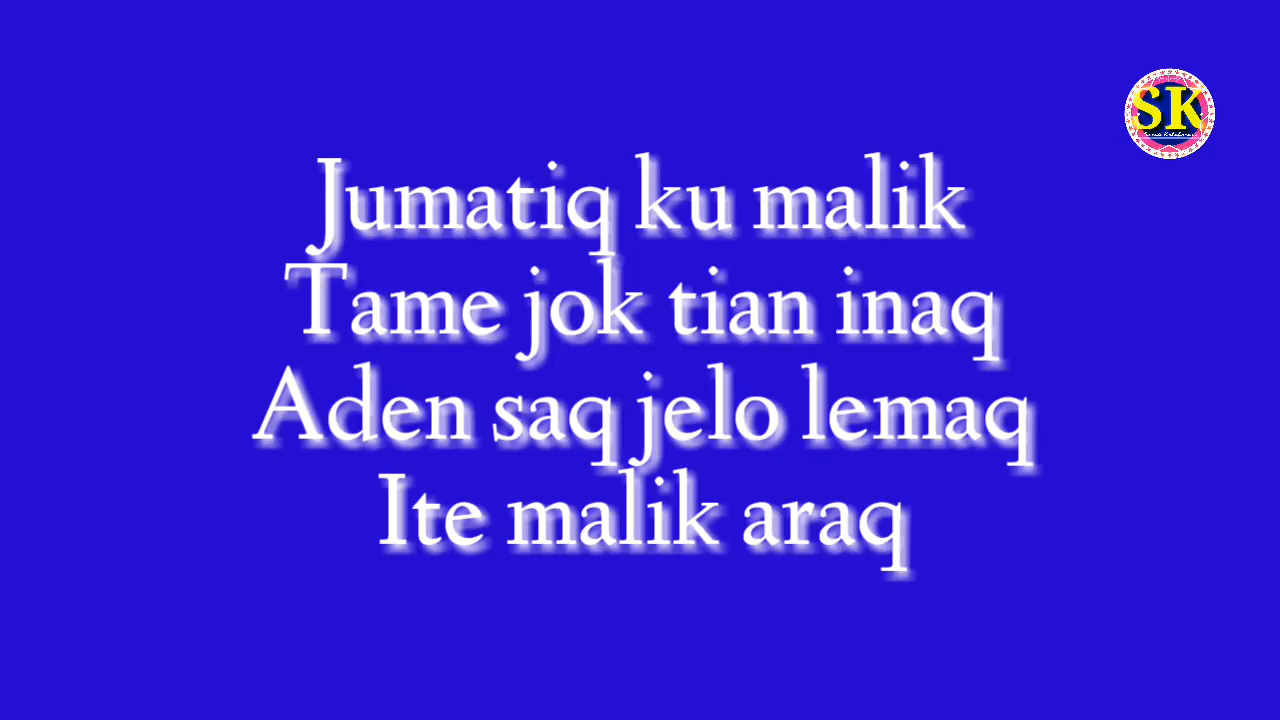 SK
Jumatiq ku malik
Tame jok tian inaq
Aden saq jelo lemaq
Ite malik araq